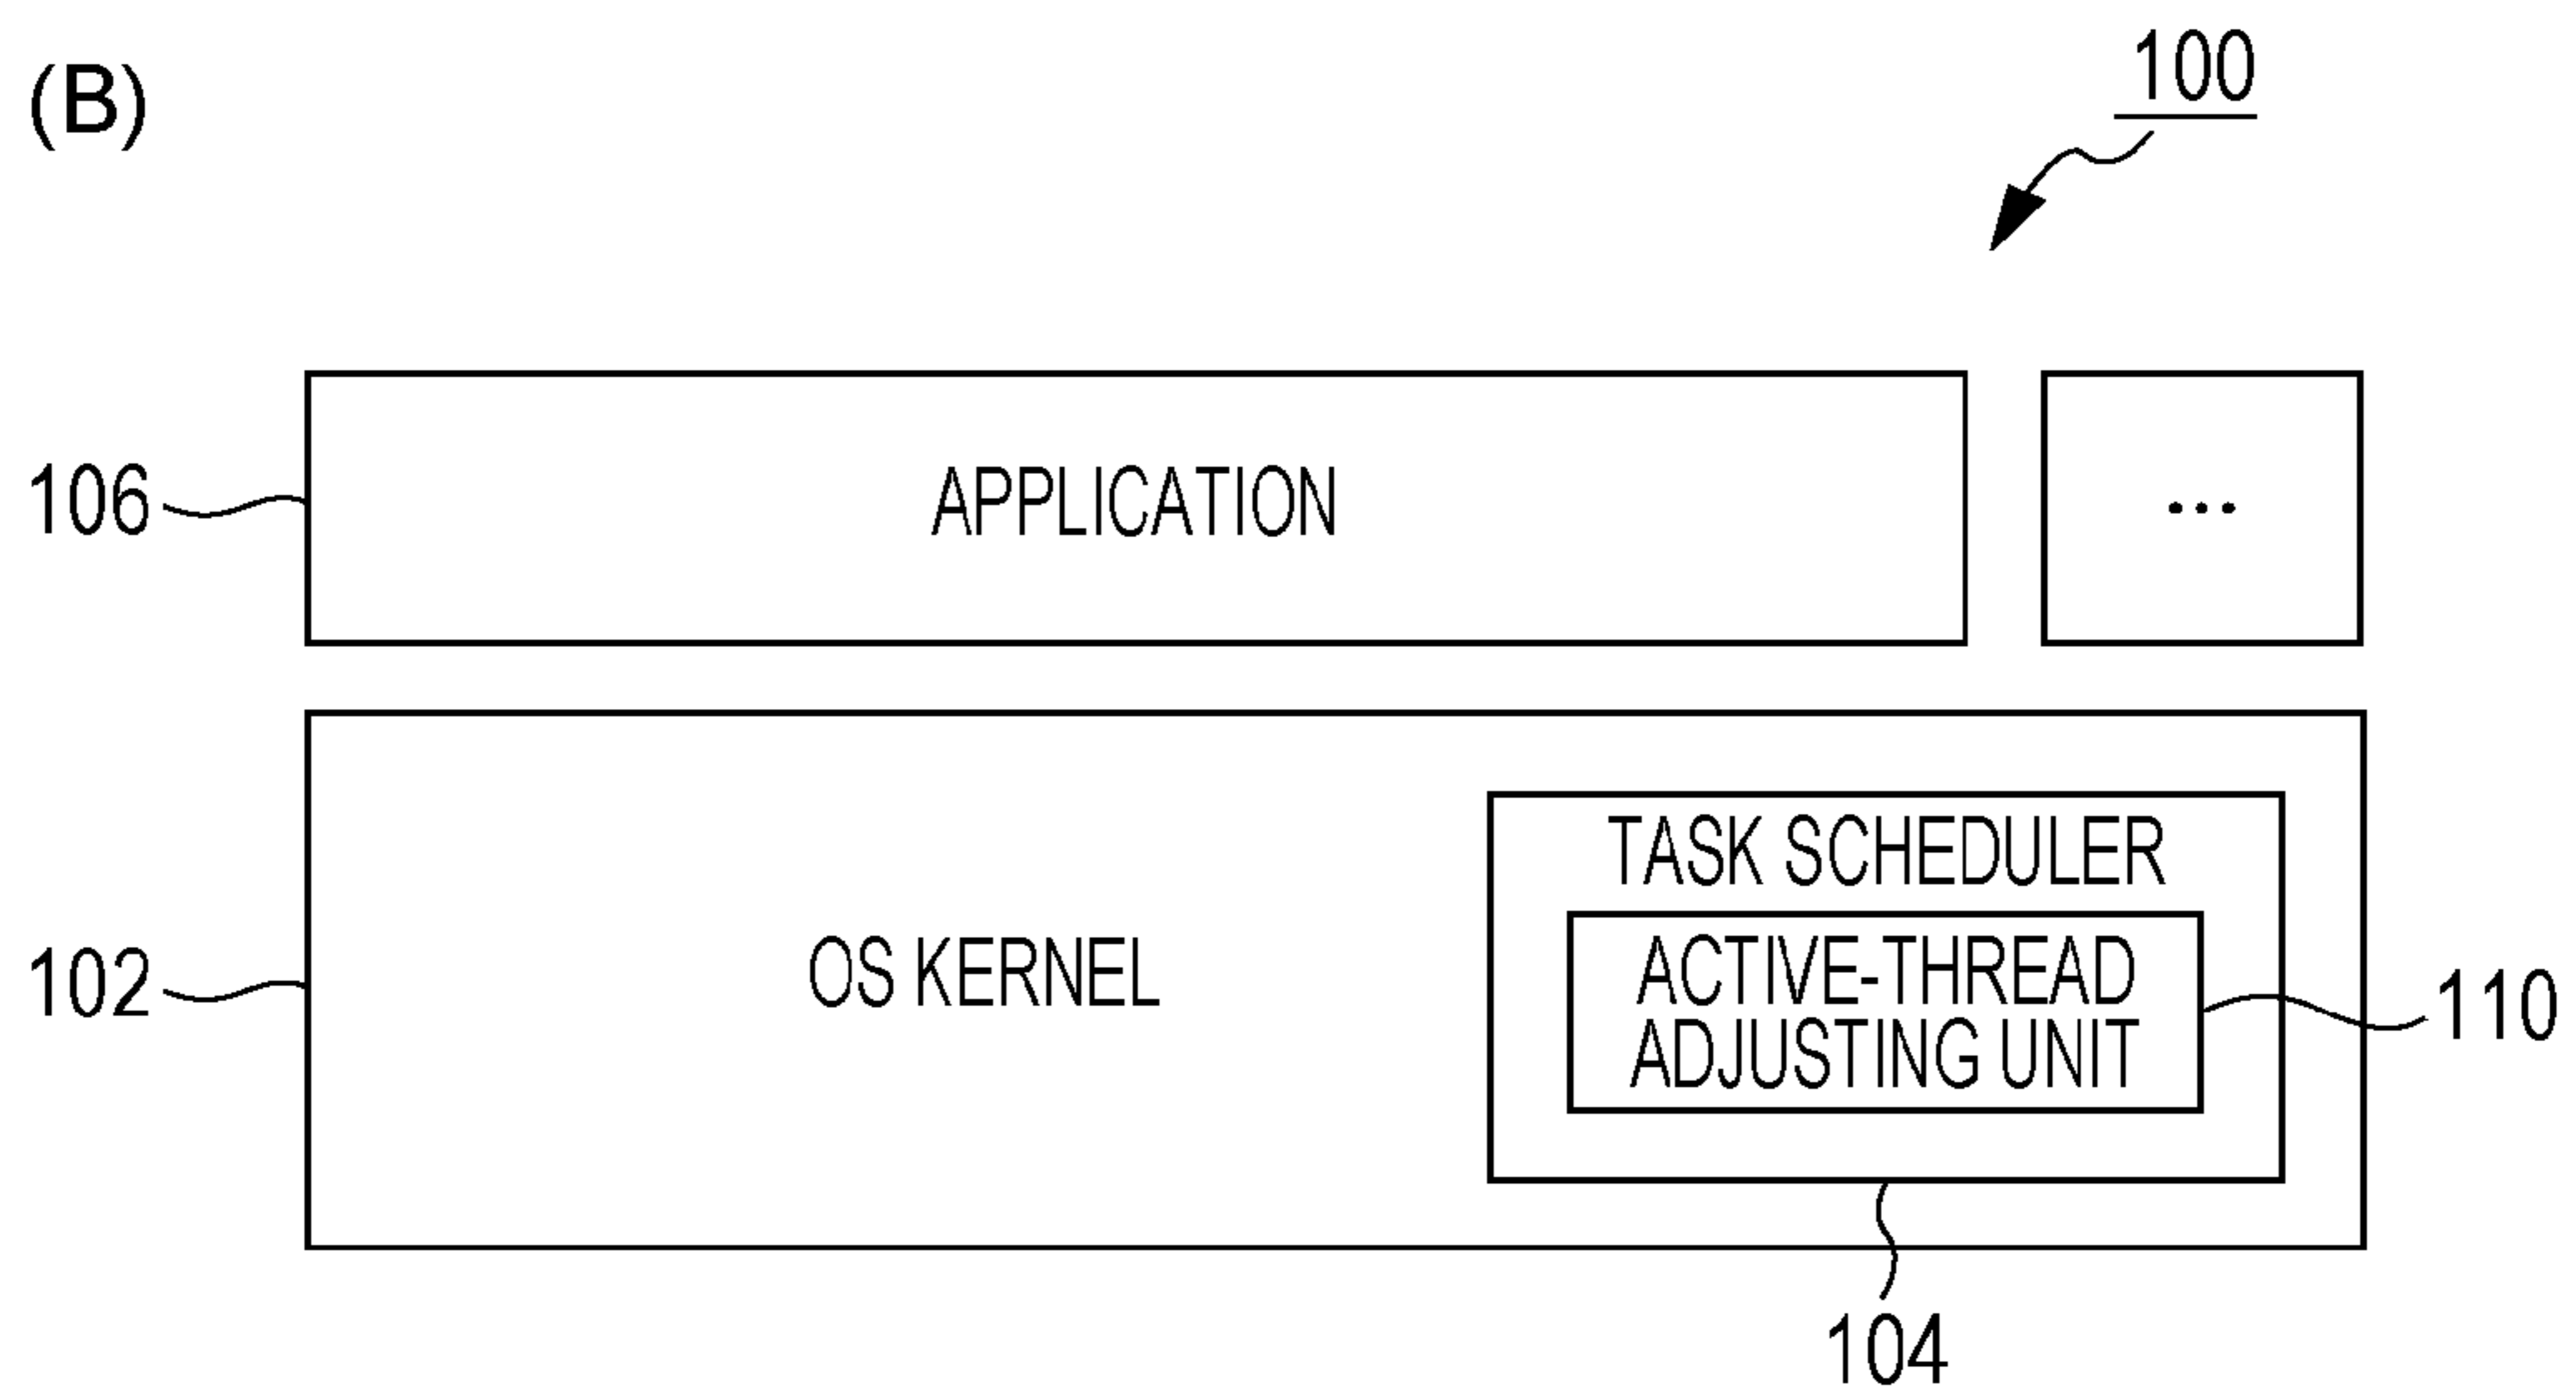 (B)
100
106
APPLICATION
...
102
OS KERNEL
TASK SCHEDULER
ACTIVE-THREAD
ADJUSTING UNIT
110
104